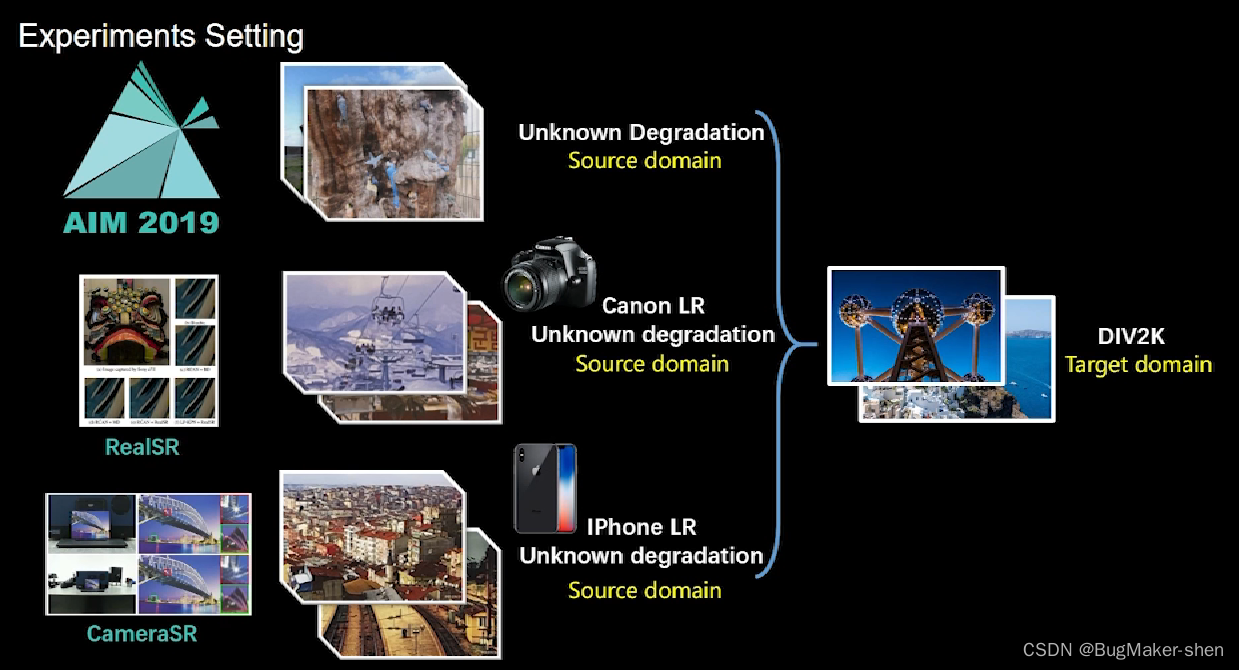 Experiments Setting
AIM 2019
Unknown Degradation
Source domain
Canon LR
Unknown degradation
Source domain
RealSR
DIV2K
Target domain
IPhone LR
Unknown degradation
Source domain
CameraSR
CSDN @BugMaker-shen